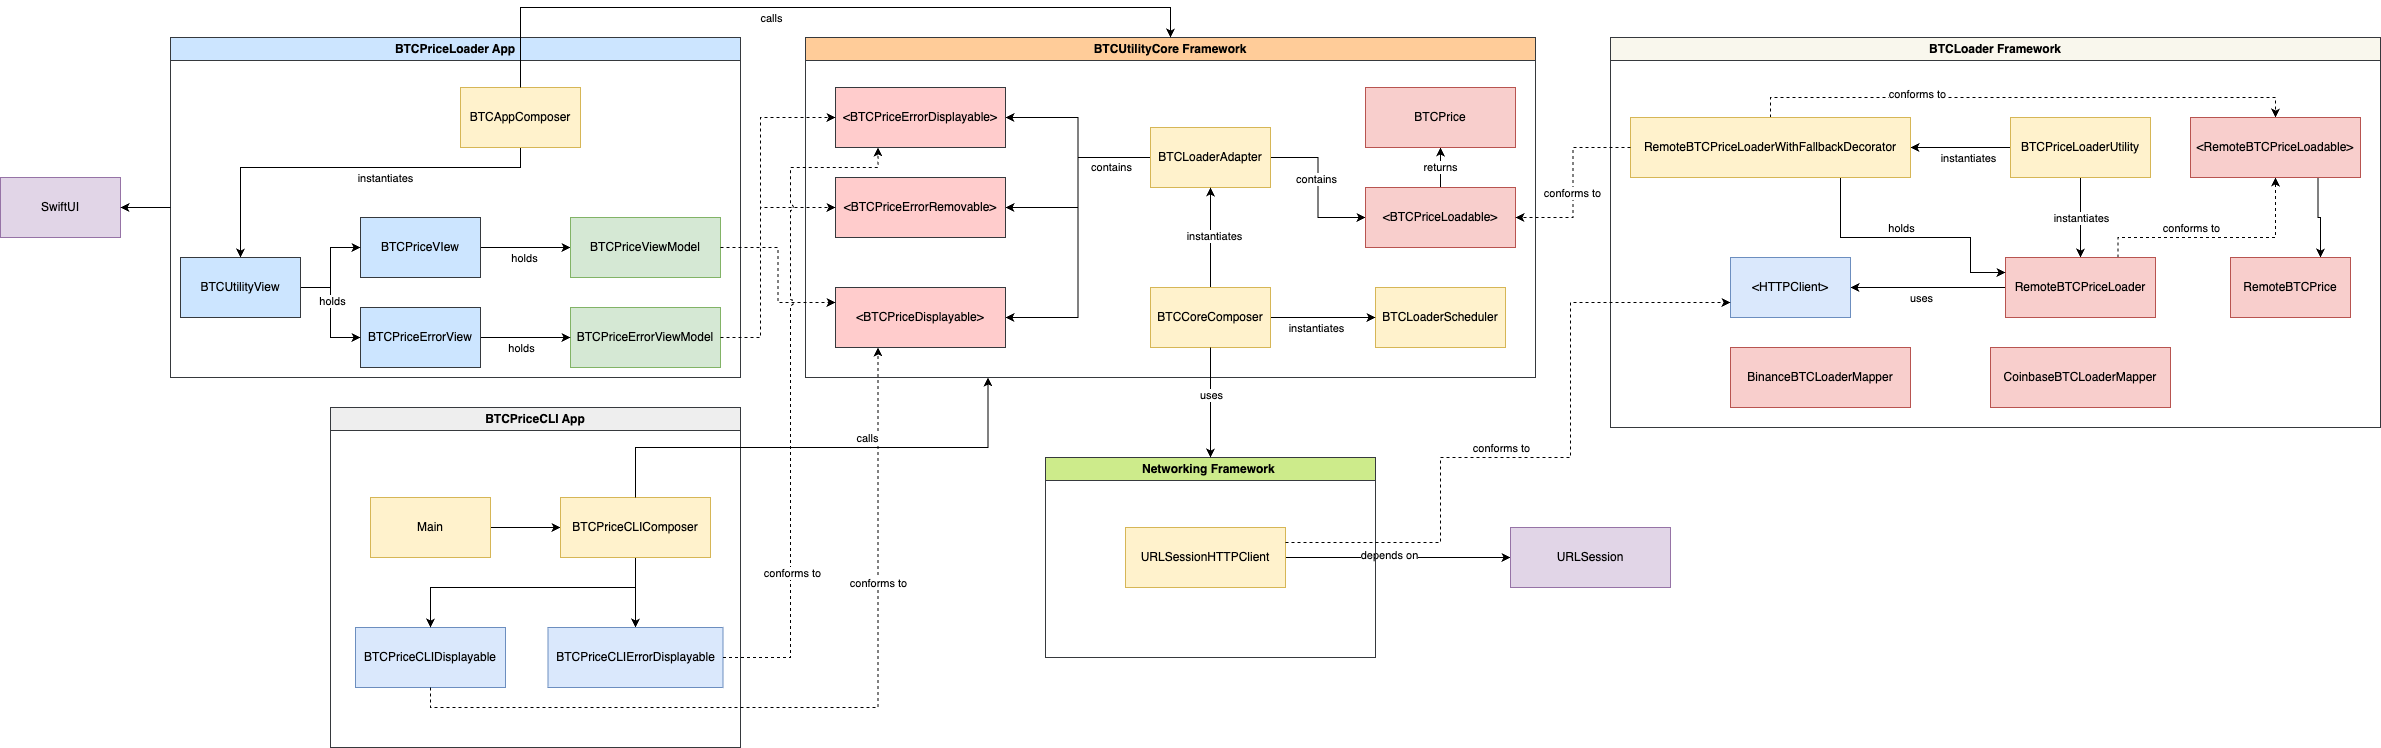 calls
BTCPriceLoader App
BTCAppComposer
instantiates
SwiftUI
BTCUtilityView
holds
BTCPriceVIew
holds
BTCPriceViewModel
BTCPriceErrorView
holds
BTCPriceErrorViewModel
BTCUtilityCore Framework
<BTCPriceErrorDisplayable>
<BTCPriceErrorRemovable>
<BTCPriceDisplayable>
contains
BTCLoaderAdapter
contains
BTCPrice
returns
<BTCPriceLoadable>
instantiates
BTCCoreComposer
instantiates
BTCLoaderScheduler
uses
conforms to
BTCLoader Framework
conforms to
RemoteBTCPriceLoaderWithFallbackDecorator
instantiates
BTCPriceLoaderUtility
<RemoteBTCPriceLoadable>
holds
instantiates
conforms to
<HTTPClient>
uses
RemoteBTCPriceLoader
RemoteBTCPrice
BinanceBTCLoaderMapper
CoinbaseBTCLoaderMapper
BTCPriceCLI App
calls
Main
BTCPriceCLIComposer
BTCPriceCLIDisplayable
BTCPriceCLIErrorDisplayable
conforms to
conforms to
Networking Framework
URLSessionHTTPClient
conforms to
depends on
URLSession